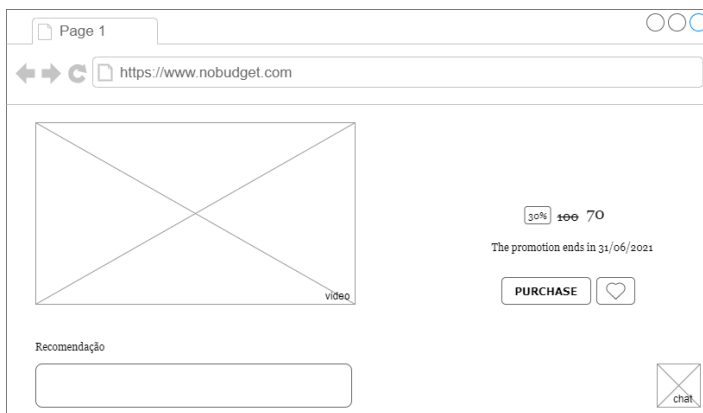 Page 1
https://www.nobudget.com
video
30% 100 70
The promotion ends in 31/06/2021
PURCHASE
Recomendação
chat